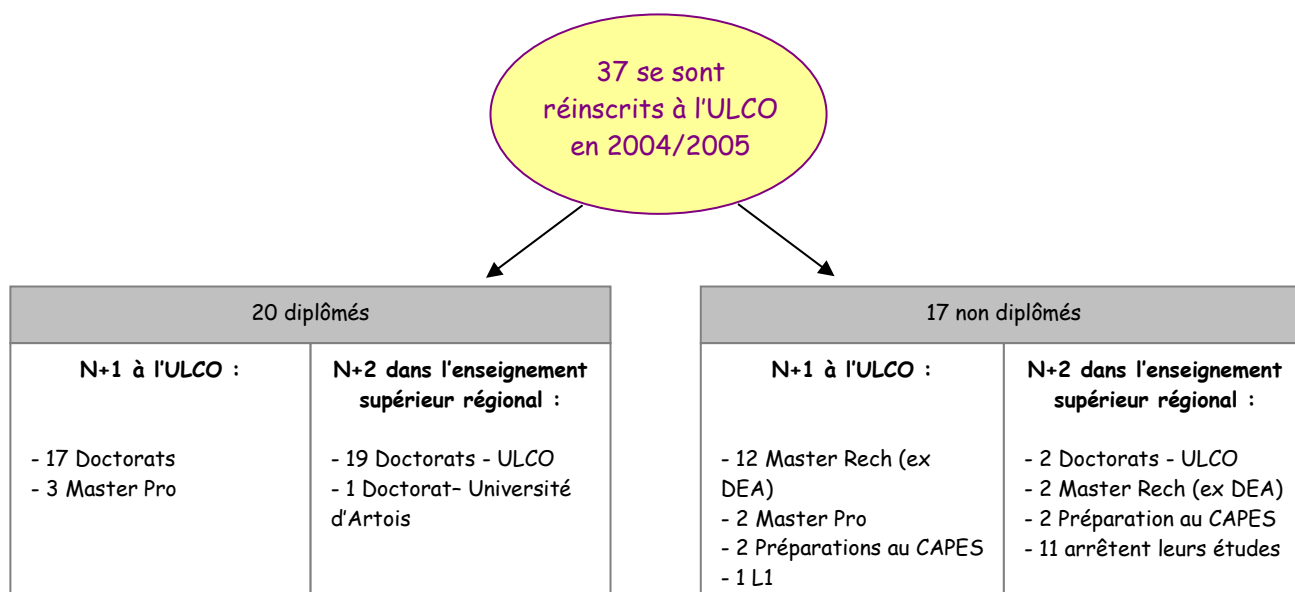 37 se sont
réinscrits à l'ULCO
en 2004/2005
20 diplômés
N+1 à l'ULCO :
- 17 Doctorats
- 3 Master Pro
N+2 dans l'enseignement
supérieur régional :
- 19 Doctorats - ULCO
- 1 Doctorat– Université
d'Artois
17 non diplômés
N+1 à l'ULCO :
- 12 Master Rech (ex
DEA)
- 2 Master Pro
- 2 Préparations au CAPES
- 1 L1
N+2 dans l'enseignement
supérieur régional :
- 2 Doctorats - ULCO
- 2 Master Rech (ex DEA)
- 2 Préparation au CAPES
- 11 arrêtent leurs études